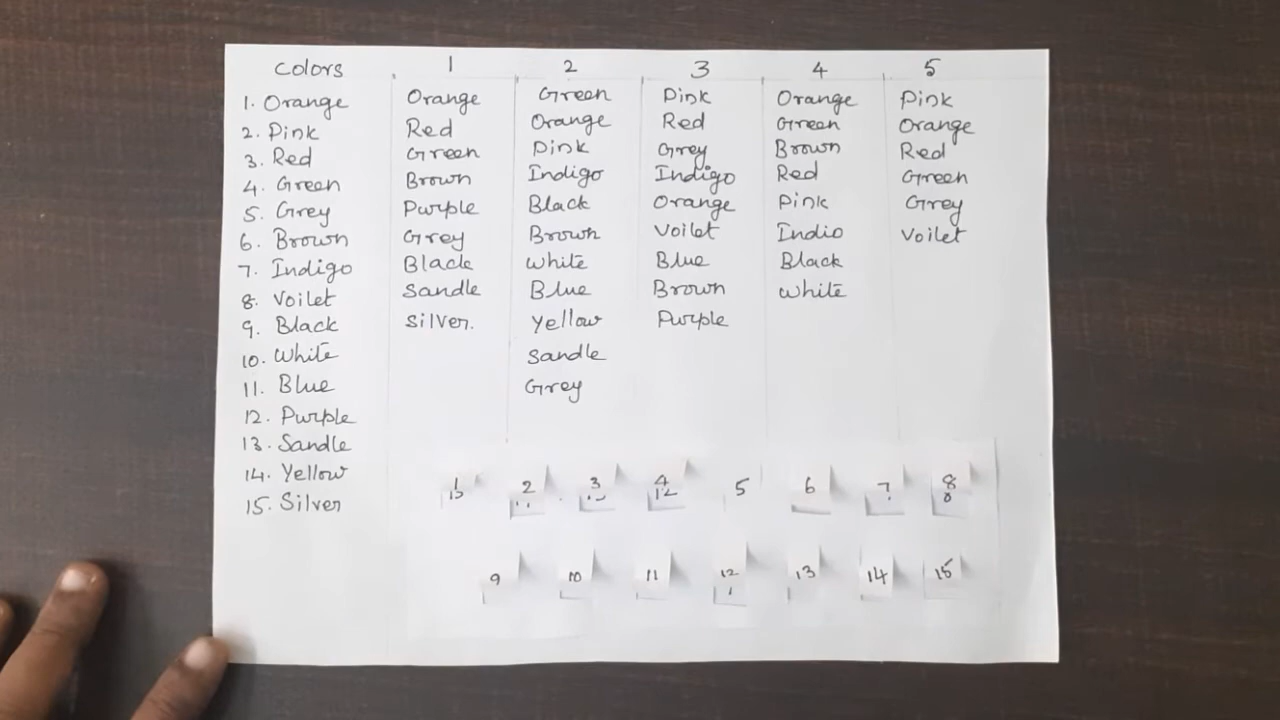 Colors 1 2 3 4 5
1. Orange Orange Green Pink Orange Pink
2. Pink Red Orange Red Green Orange
3. Red Green Pink Grey Brown Red
4. Green Brown Indigo Indigo Red Green
5. Grey Purple Black Orange Pink Grey
6. Brown Grey Brown Voilet Indio Voilet
7. Indigo Black White Blue Black
8. Voilet Sandle Blue Brown White
9. Black Silver. Yellow Purple
10. White Sandle
11. Blue Grey
12. Purple
13. Sandle
14. Yellow
15. Silver
1 2 3 4 5 6 7 8
9 10 11 12 13 14 15